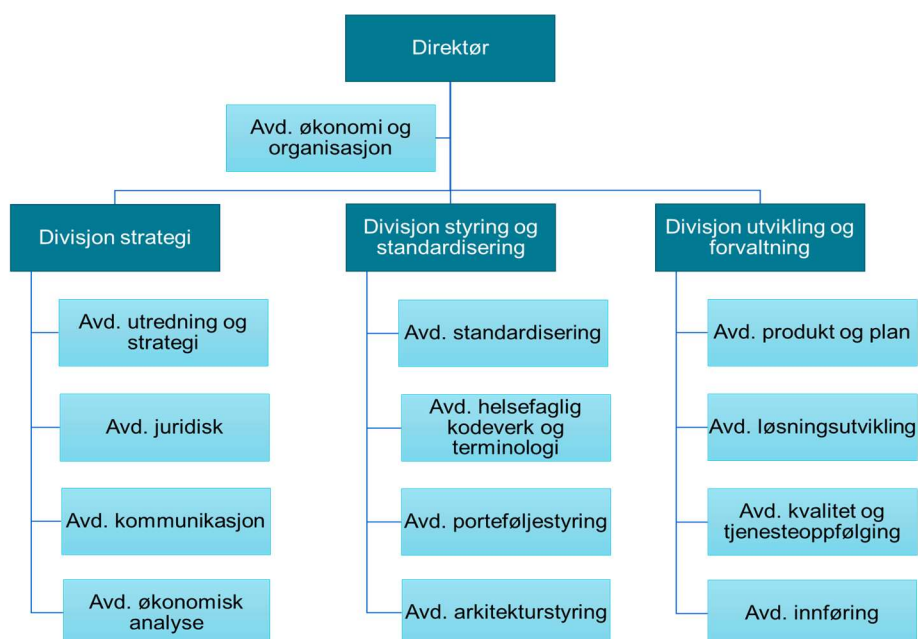 Direktør
Avd. økonomi og
organisasjon
Divisjon strategi
Divisjon styring og
standardisering
Divisjon utvikling og
forvaltning
Avd. utredning og
strategi
Avd. juridisk
Avd. kommunikasjon
Avd. økonomisk
analyse
Avd. standardisering
Avd. helsefaglig
kodeverk og
terminologi
Avd. porteføljestyring
Avd. arkitekturstyring
Avd. produkt og plan
Avd. løsningsutvikling
Avd. kvalitet og
tjenesteoppfølging
Avd. innføring